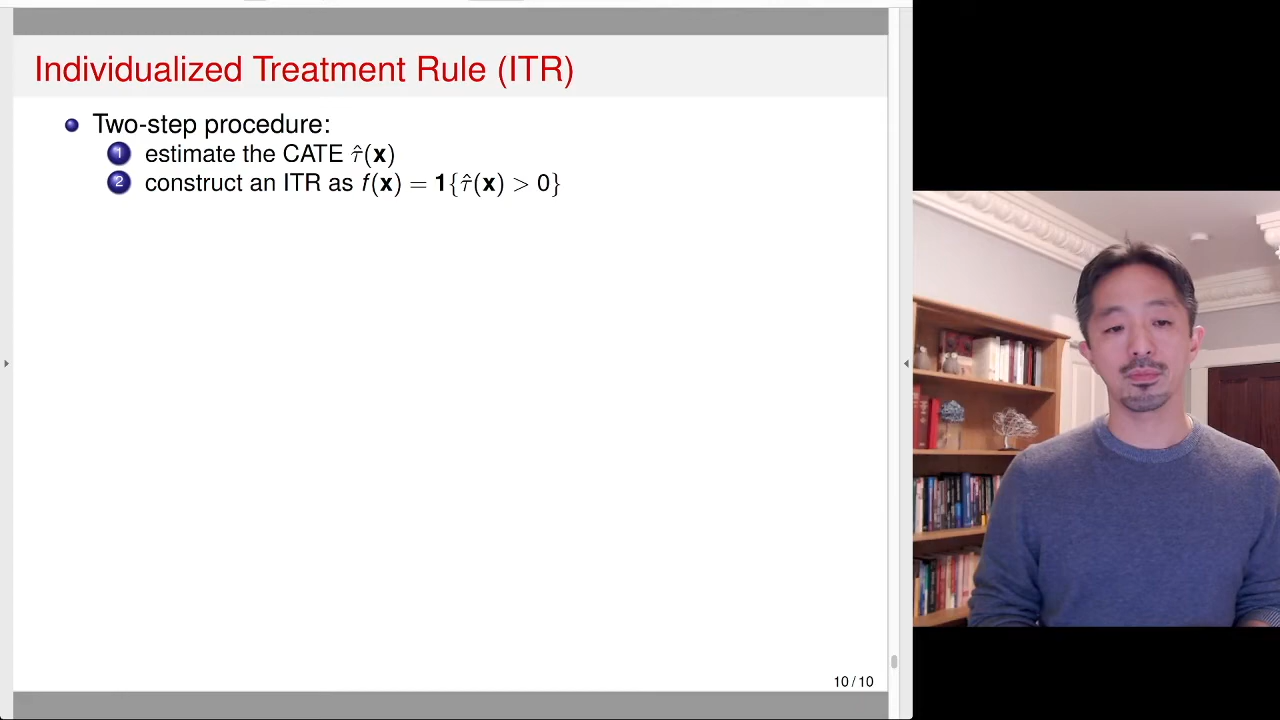 Individualized Treatment Rule (ITR)
Two-step procedure:
1 estimate the CATE τ̂(x)
2 construct an ITR as f(x) = 1{τ̂(x) > 0}
10 / 10